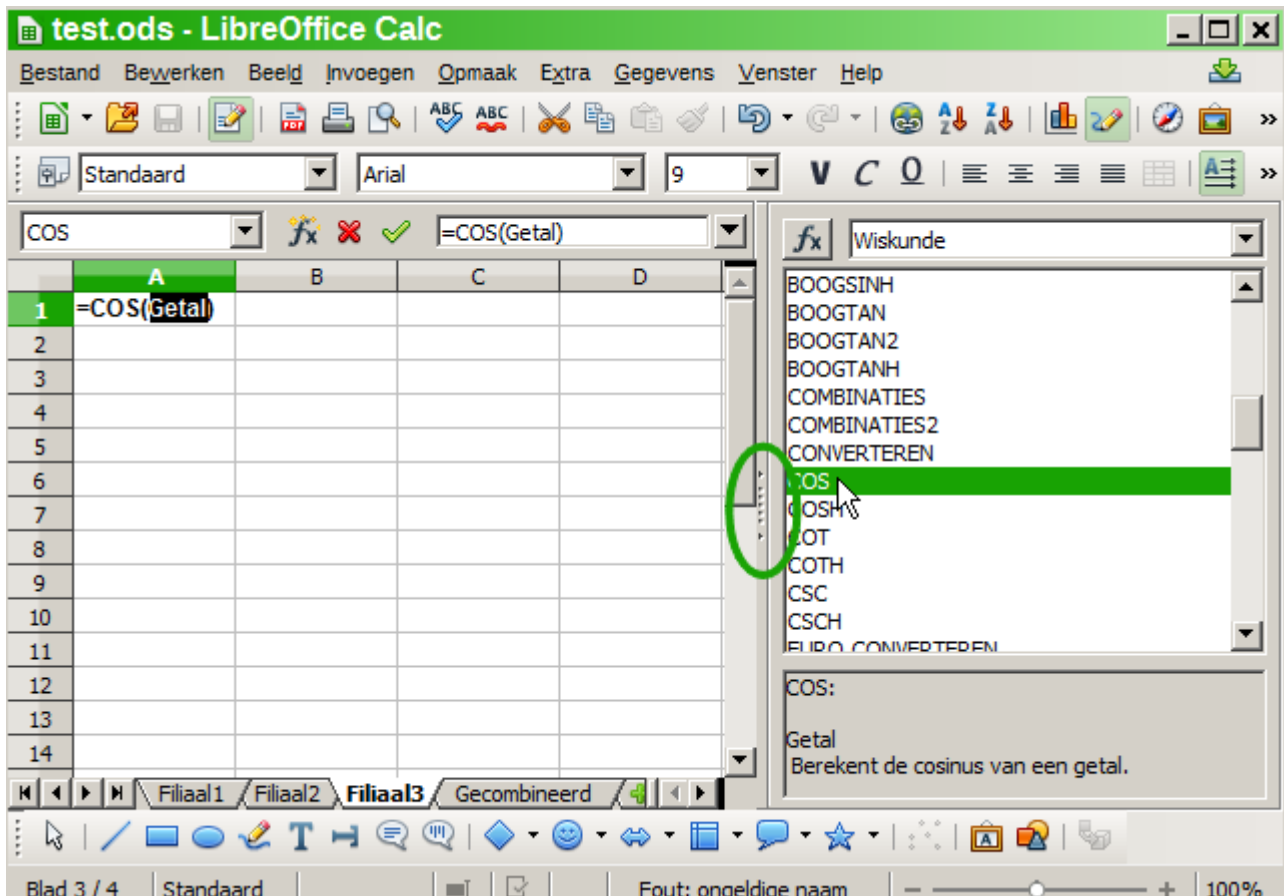 test.ods - LibreOffice Calc
Bestand Bewerken Beeld Invoegen Opmaak Extra Gegevens Venster Help
Standaard Arial 9 V C O
COS =COS(Getal) Wiskunde
A B C D
1 =COS(Getal)
2
3
4
5
6
7
8
9
10
11
12
13
14
BOOGSINH
BOOGTAN
BOOGTAN2
BOOGTANH
COMBINATIES
COMBINATIES2
CONVERTEREN
COS
COSH
COT
COTH
CSC
CSCH
EURO CONVERTEREN
COS:
Getal
Berekent de cosinus van een getal.
Filiaal1 Filiaal2 Filiaal3 Gecombineerd
Blad 3 / 4 Standaard Fout: ongeldige naam 100%